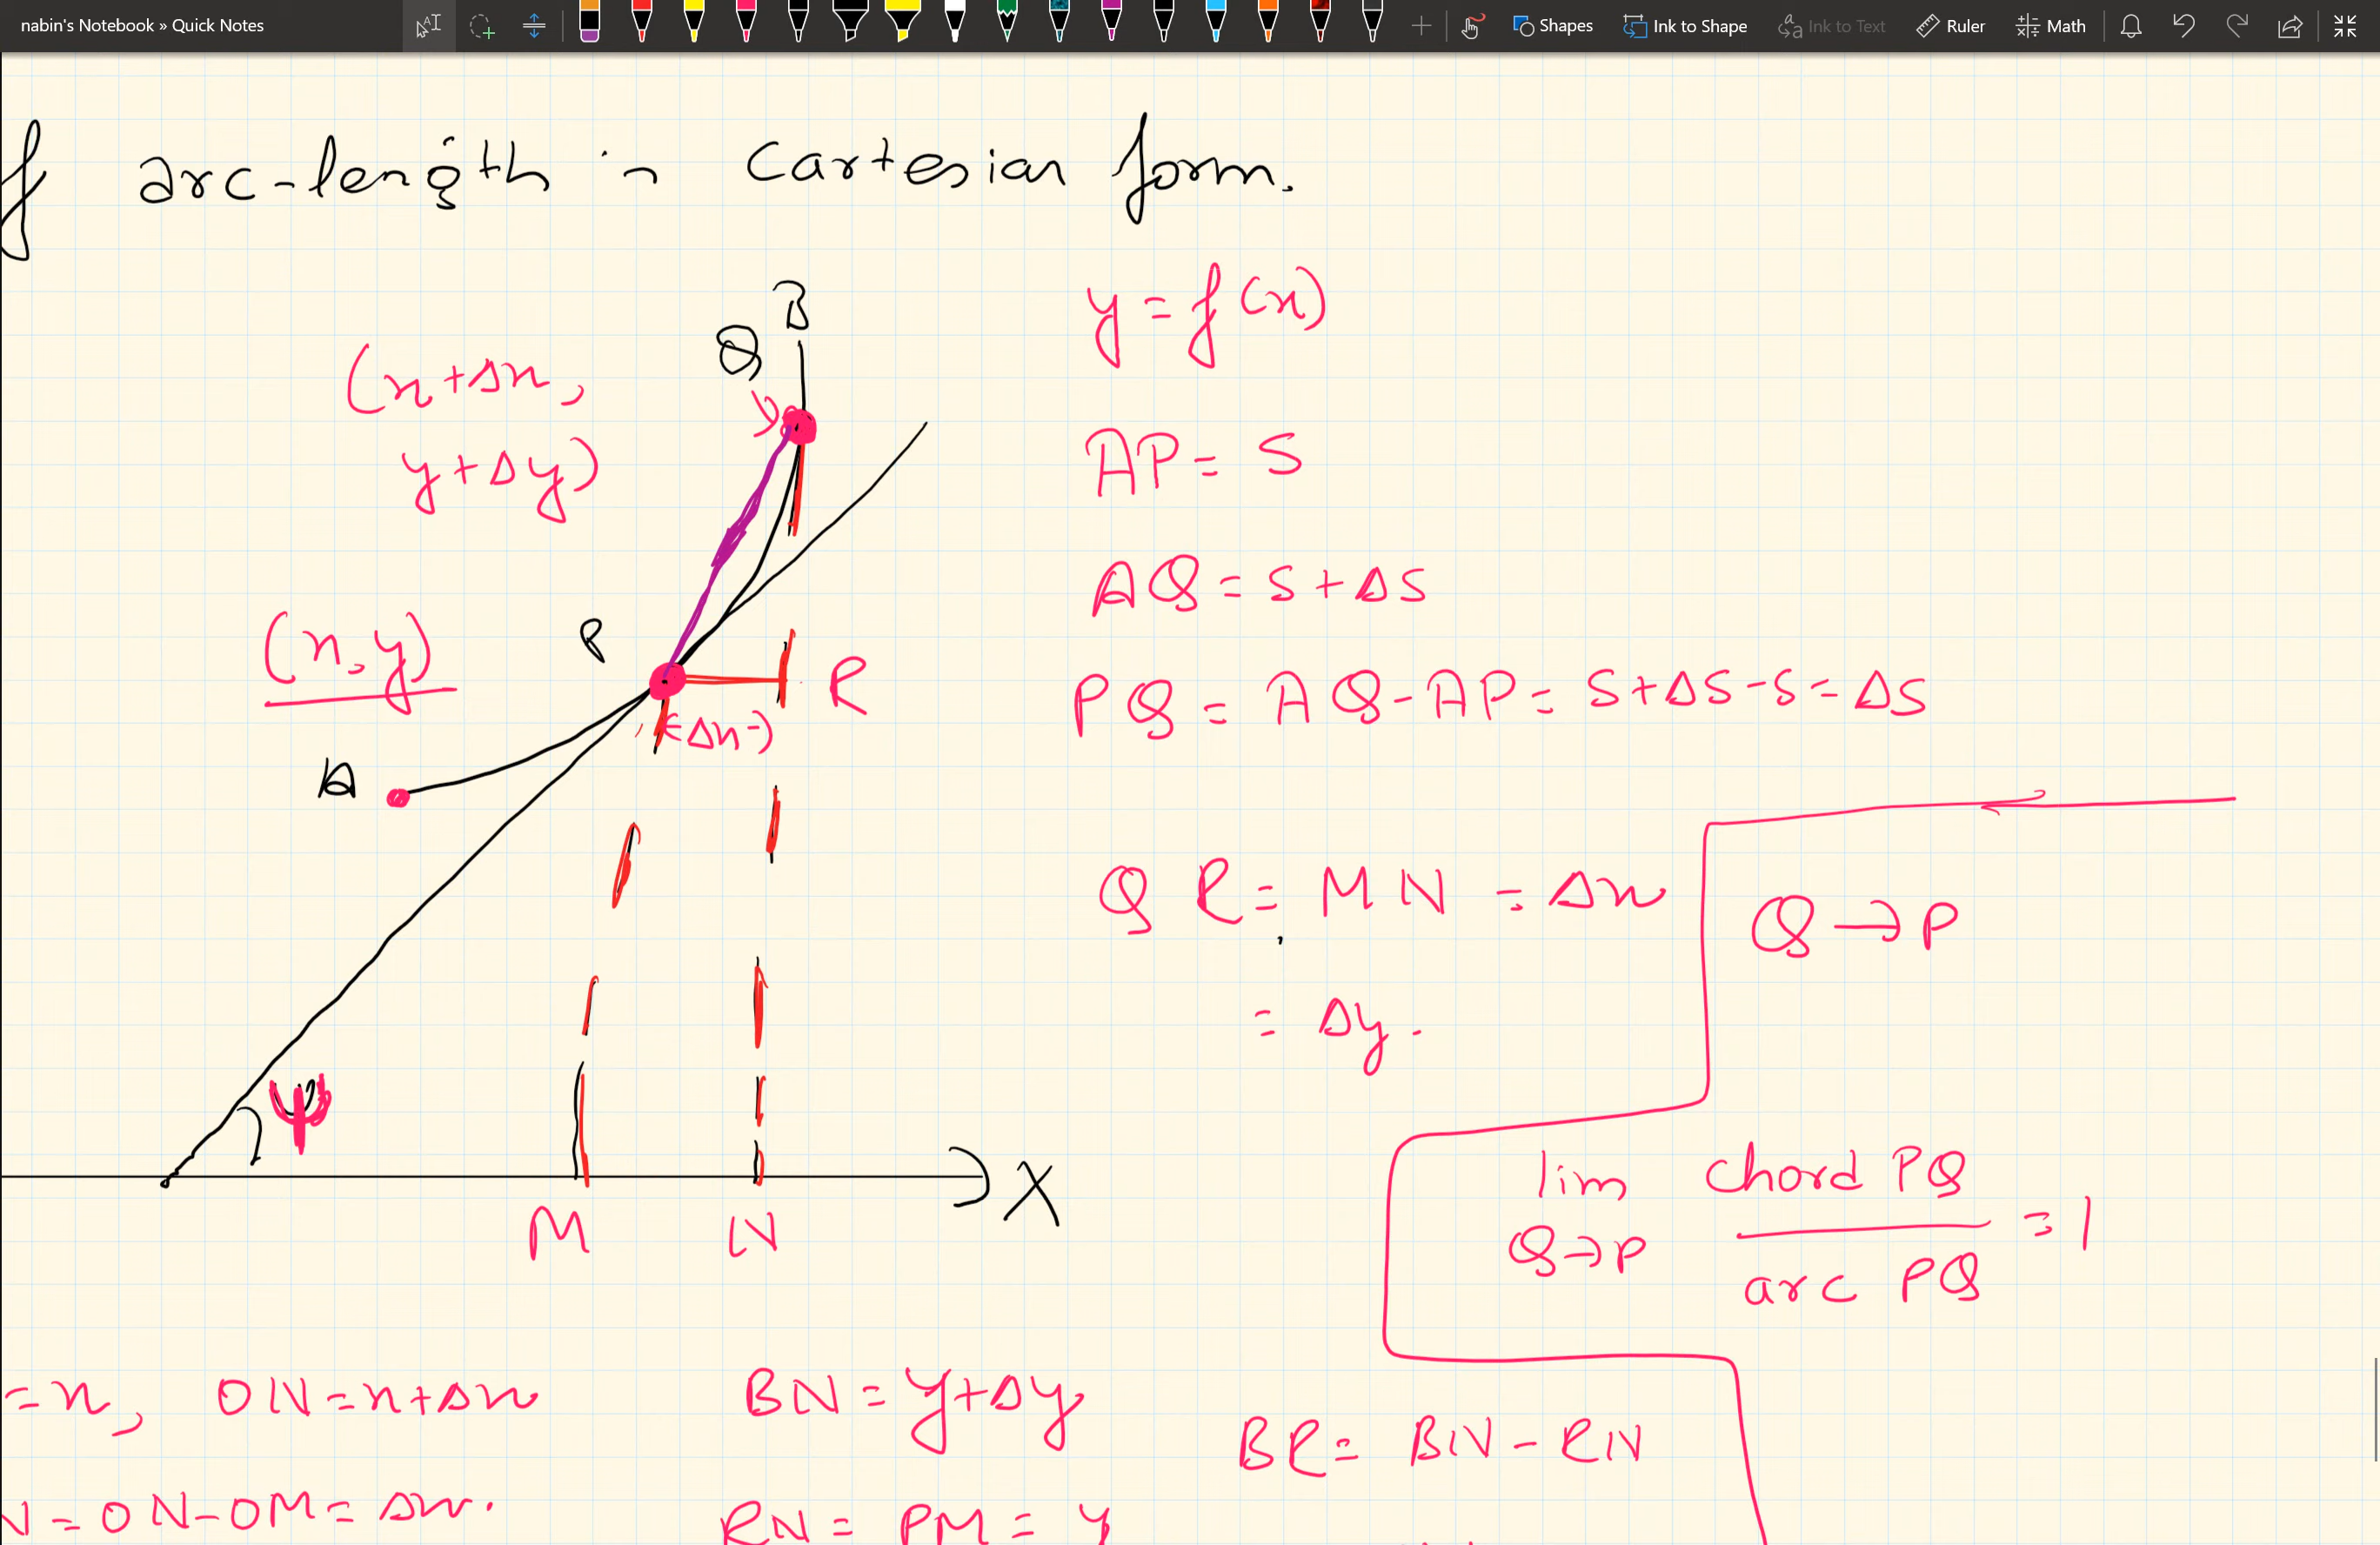 nabin's Notebook » Quick Notes
Shapes
Ink to Shape
Ink to Text
Ruler
Math
f arc-length in Cartesian form.
B
Q
(x+Δx,
y+Δy)
y = f(x)
AP = S
AQ = S+ΔS
P
(x, y)
R
PQ = AQ-AP = S+ΔS-S = ΔS
(Δx)
A
QR = MN = Δx
Q→P
= Δy.
ψ
X
M N
lim chord PQ
Q→P arc PQ = 1
=x, ON=x+Δx
BN = y+Δy
BR = BN - RN
N = ON-OM = Δx.
RN = PM = y